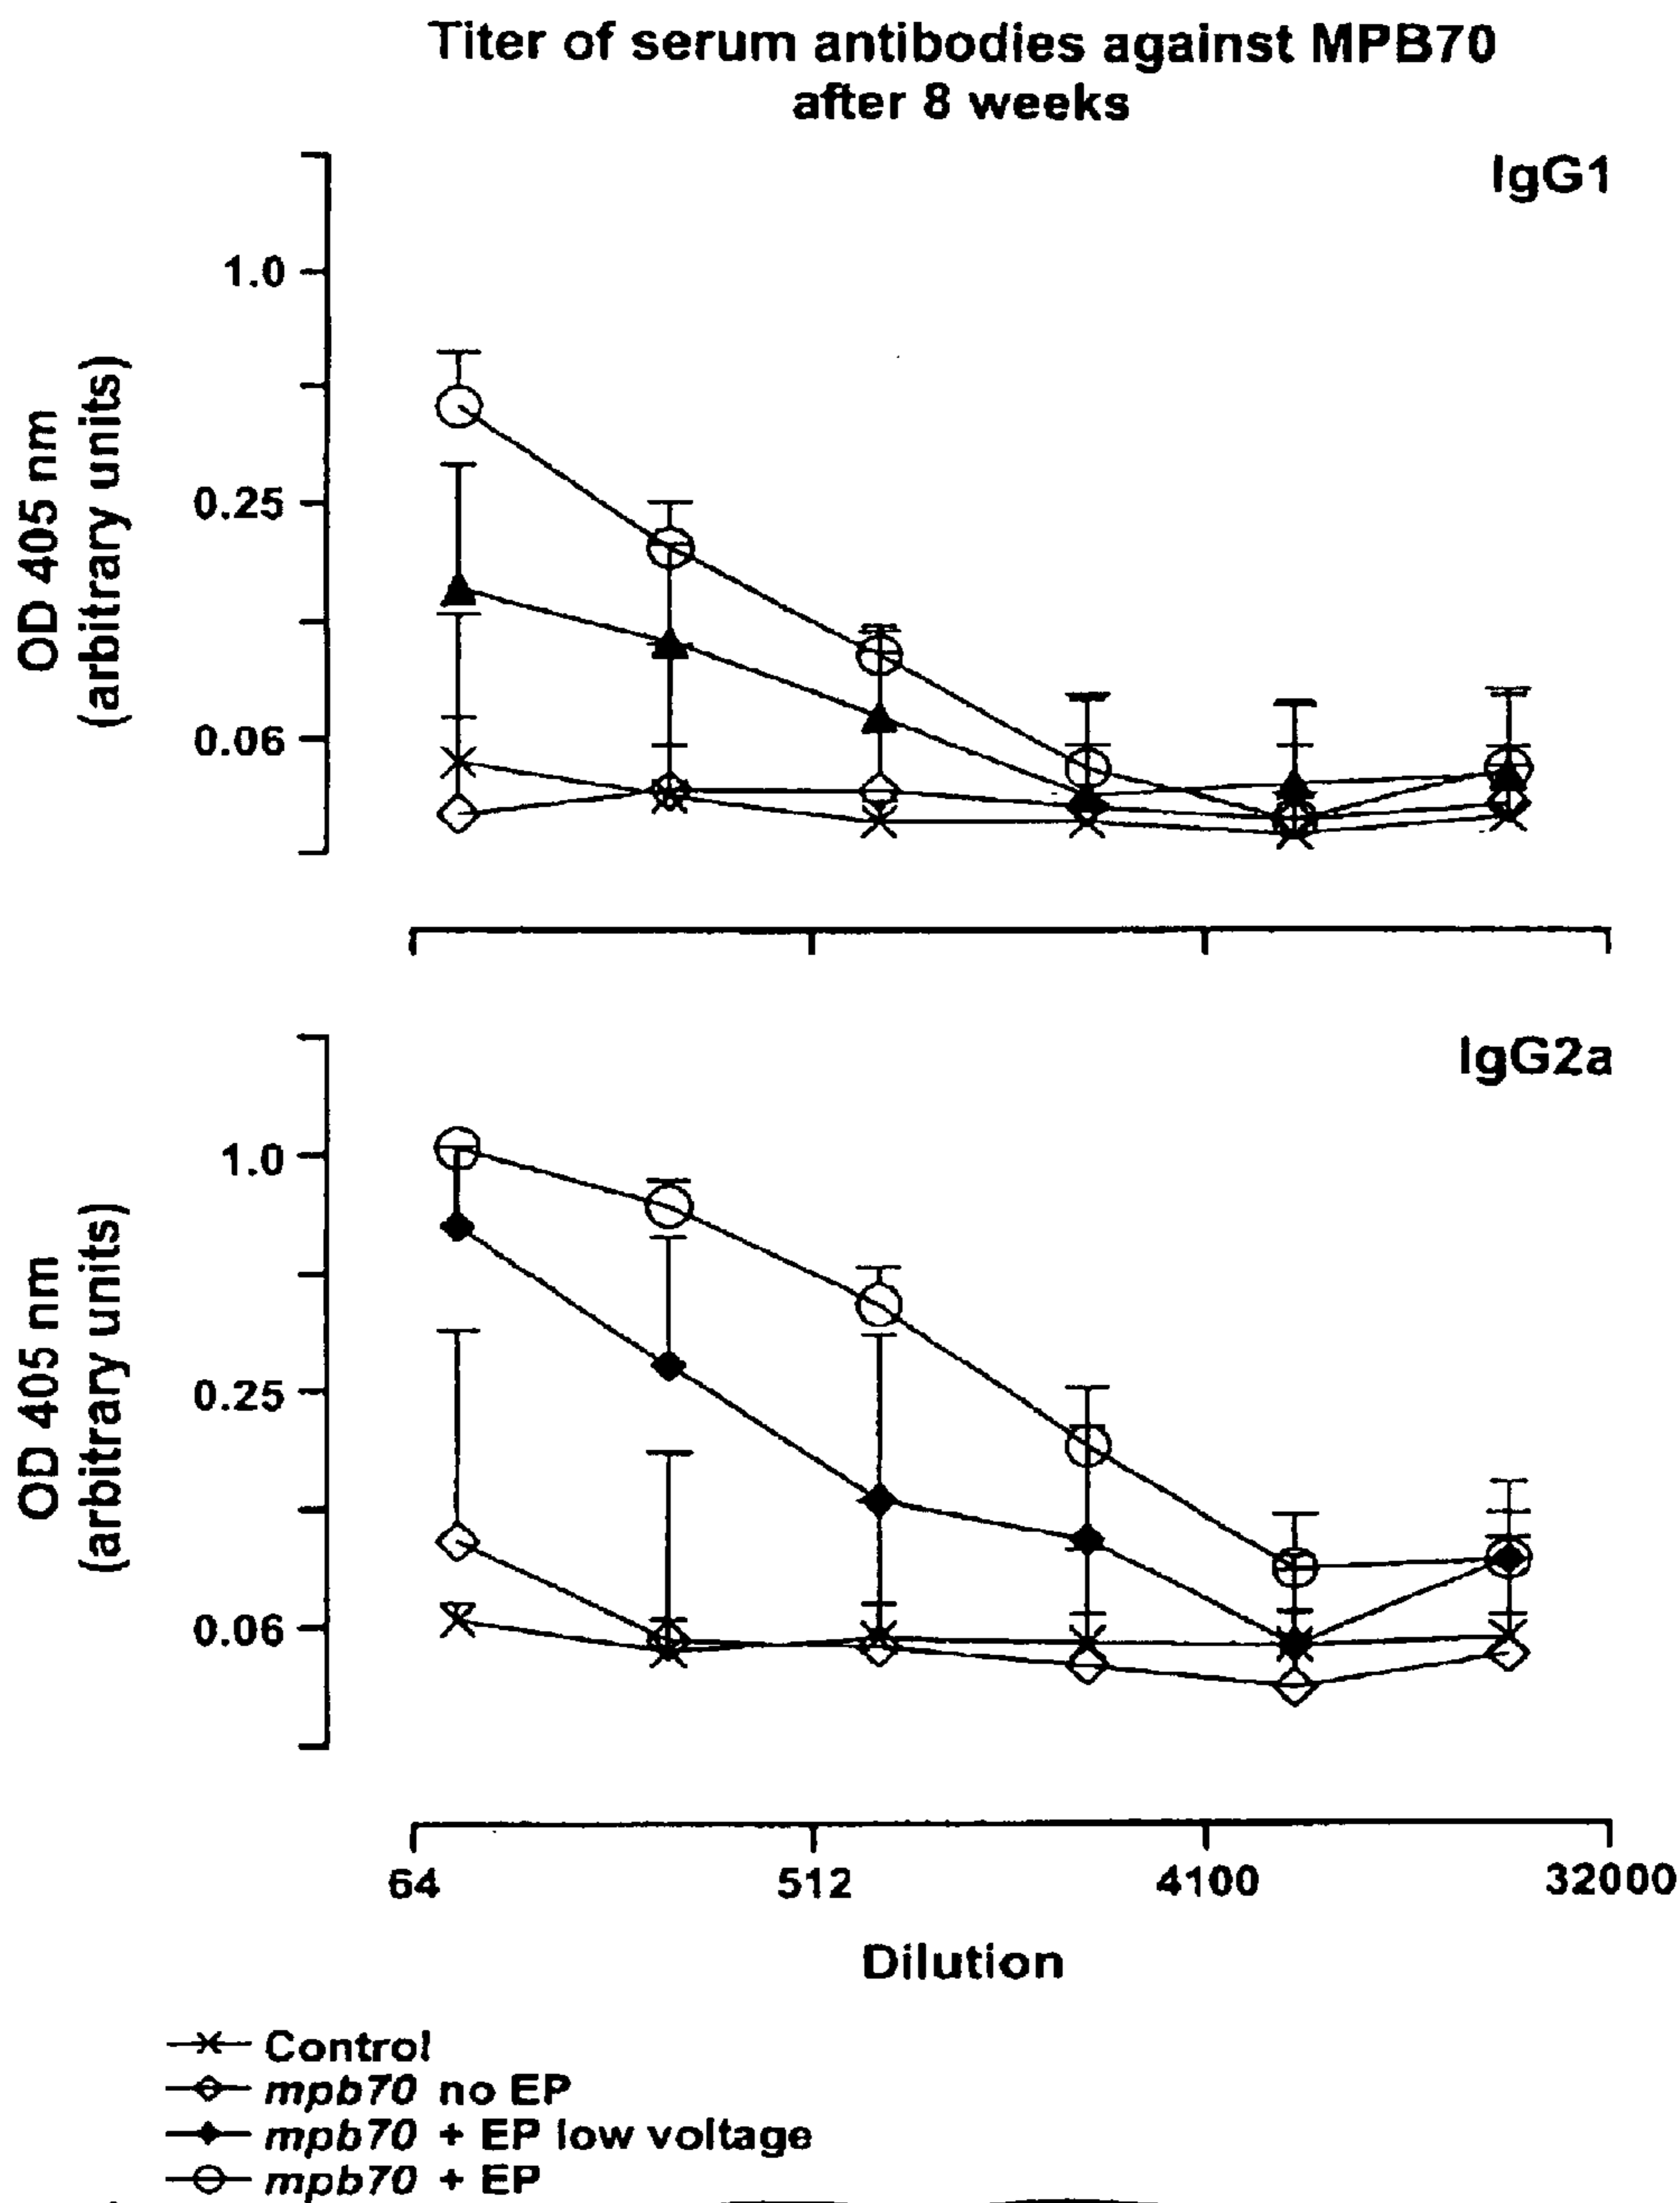 Titer of serum antibodies against MPB70
after 8 weeks
IgG1
OD 405 nm
(arbitrary units)
1.0
0.25
0.06
IgG2a
OD 405 nm
(arbitrary units)
1.0
0.25
0.06
64 512 4100 32000
Dilution
Control
mpb70 no EP
mpb70 + EP low voltage
mpb70 + EP